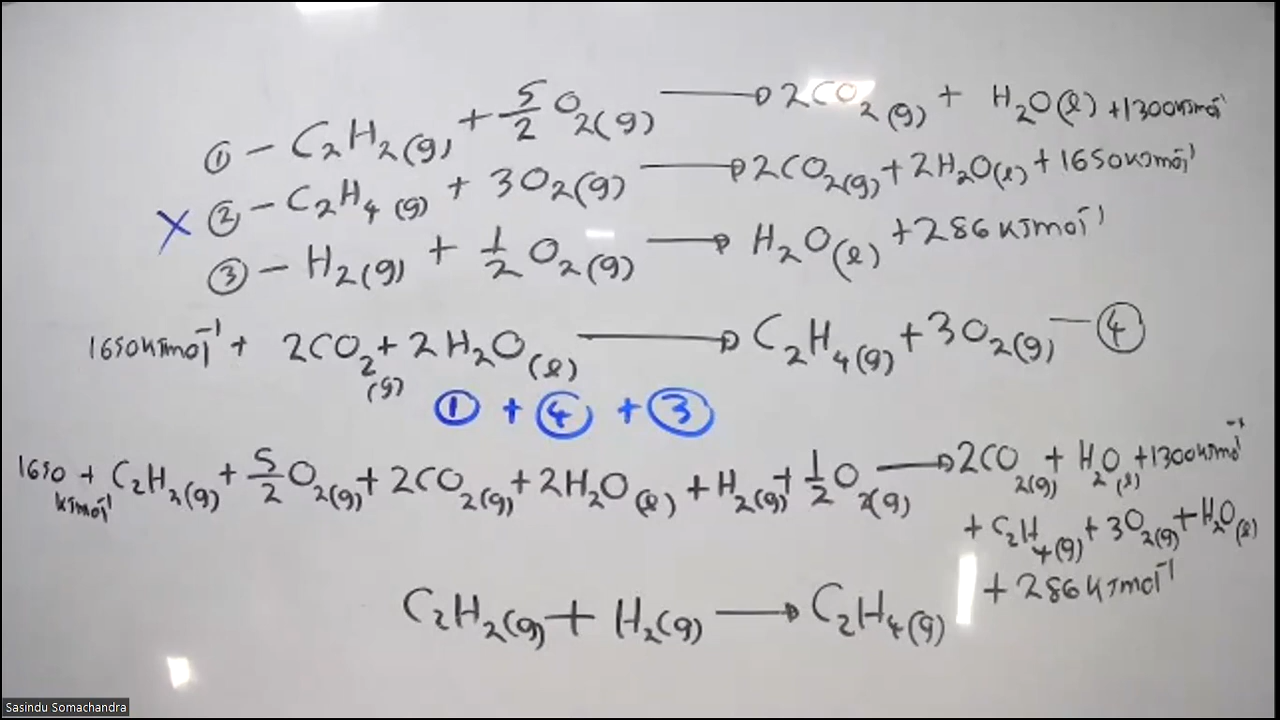 ① – C₂H₂(g) + 5/2 O₂(g) ⟶ 2CO₂(g) + H₂O(l) + 1300 kJmol⁻¹
X ② – C₂H₄(g) + 3O₂(g) ⟶ 2CO₂(g) + 2H₂O(l) + 1650 kJmol⁻¹
③ – H₂(g) + 1/2 O₂(g) ⟶ H₂O(l) + 286 kJmol⁻¹
1650 kJmol⁻¹ + 2CO₂(g) + 2H₂O(l) ⟶ C₂H₄(g) + 3O₂(g) – ④
① + ④ + ③
1650 kJmol⁻¹ + C₂H₂(g) + 5/2 O₂(g) + 2CO₂(g) + 2H₂O(l) + H₂(g) + 1/2 O₂(g) ⟶ 2CO₂(g) + H₂O(l) + 1300 kJmol⁻¹
+ C₂H₄(g) + 3O₂(g) + H₂O(l)
+ 286 kJmol⁻¹
C₂H₂(g) + H₂(g) ⟶ C₂H₄(g)
Sasindu Somachandra